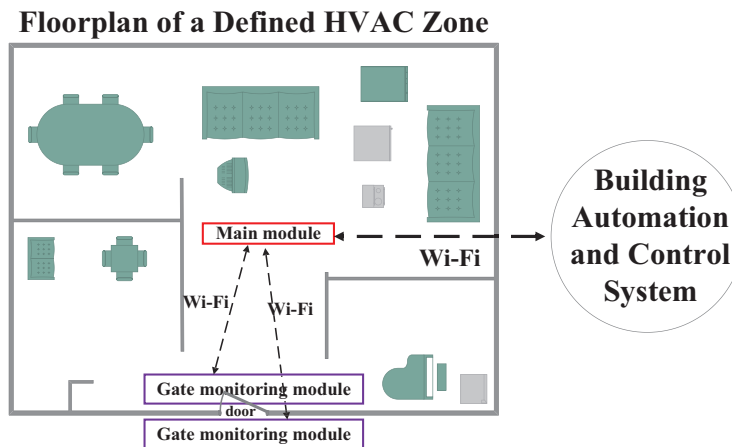 Floorplan of a Defined HVAC Zone
Main module
Wi-Fi
Building
Automation
and Control
System
Wi-Fi
Wi-Fi
Gate monitoring module
door
Gate monitoring module